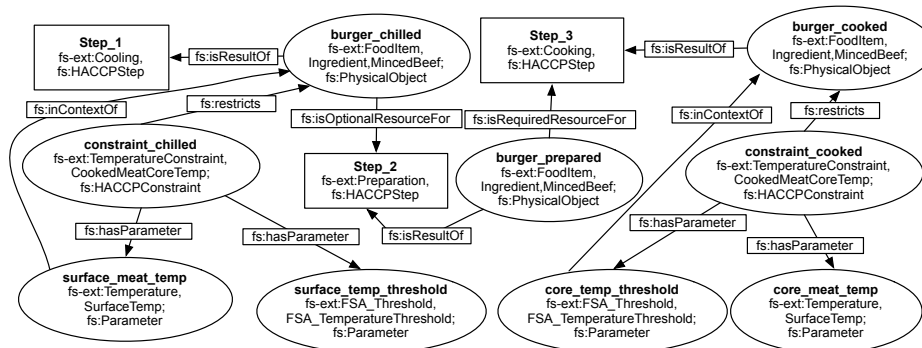 Step_1
fs-ext:Cooling,
fs:HACCPStep
fs:isResultOf
burger_chilled
fs-ext:FoodItem,
Ingredient,MincedBeef;
fs:PhysicalObject
Step_3
fs-ext:Cooking,
fs:HACCPStep
fs:isResultOf
burger_cooked
fs-ext:FoodItem,
Ingredient,MincedBeef;
fs:PhysicalObject
fs:inContextOf
fs:restricts
fs:isOptionalResourceFor
fs:isRequiredResourceFor
fs:inContextOf
fs:restricts
constraint_chilled
fs-ext:TemperatureConstraint,
CookedMeatCoreTemp;
fs:HACCPConstraint
Step_2
fs-ext:Preparation,
fs:HACCPStep
burger_prepared
fs-ext:FoodItem,
Ingredient,MincedBeef;
fs:PhysicalObject
constraint_cooked
fs-ext:TemperatureConstraint,
CookedMeatCoreTemp;
fs:HACCPConstraint
fs:hasParameter
fs:hasParameter
fs:isResultOf
fs:hasParameter
fs:hasParameter
surface_meat_temp
fs-ext:Temperature,
SurfaceTemp;
fs:Parameter
surface_temp_threshold
fs-ext:FSA_Threshold,
FSA_TemperatureThreshold;
fs:Parameter
core_temp_threshold
fs-ext:FSA_Threshold,
FSA_TemperatureThreshold;
fs:Parameter
core_meat_temp
fs-ext:Temperature,
SurfaceTemp;
fs:Parameter